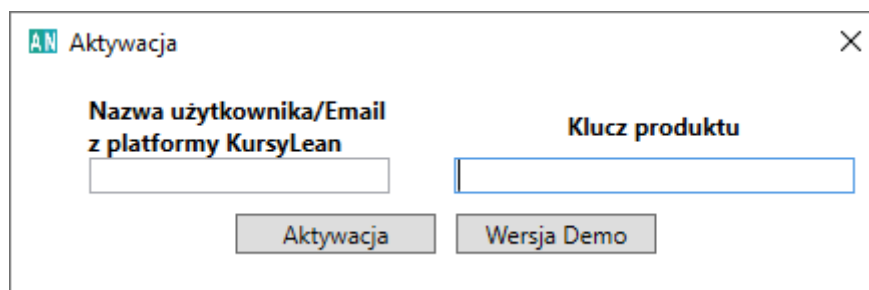 AN Aktywacja
Nazwa użytkownika/Email
z platformy KursyLean
Klucz produktu
Aktywacja
Wersja Demo